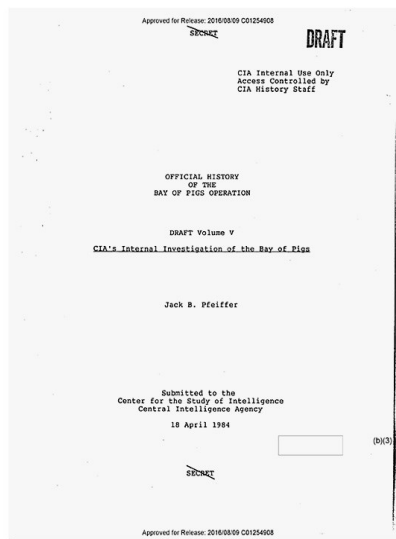 Approved for Release: 2016/08/09 C01254908
SECRET
DRAFT
CIA Internal Use Only
Access Controlled by
CIA History Staff
OFFICIAL HISTORY
OF THE
BAY OF PIGS OPERATION
DRAFT Volume V
CIA's Internal Investigation of the Bay of Pigs
Jack B. Pfeiffer
Submitted to the
Center for the Study of Intelligence
Central Intelligence Agency
18 April 1984
(b)(3)
SECRET
Approved for Release: 2016/08/09 C01254908